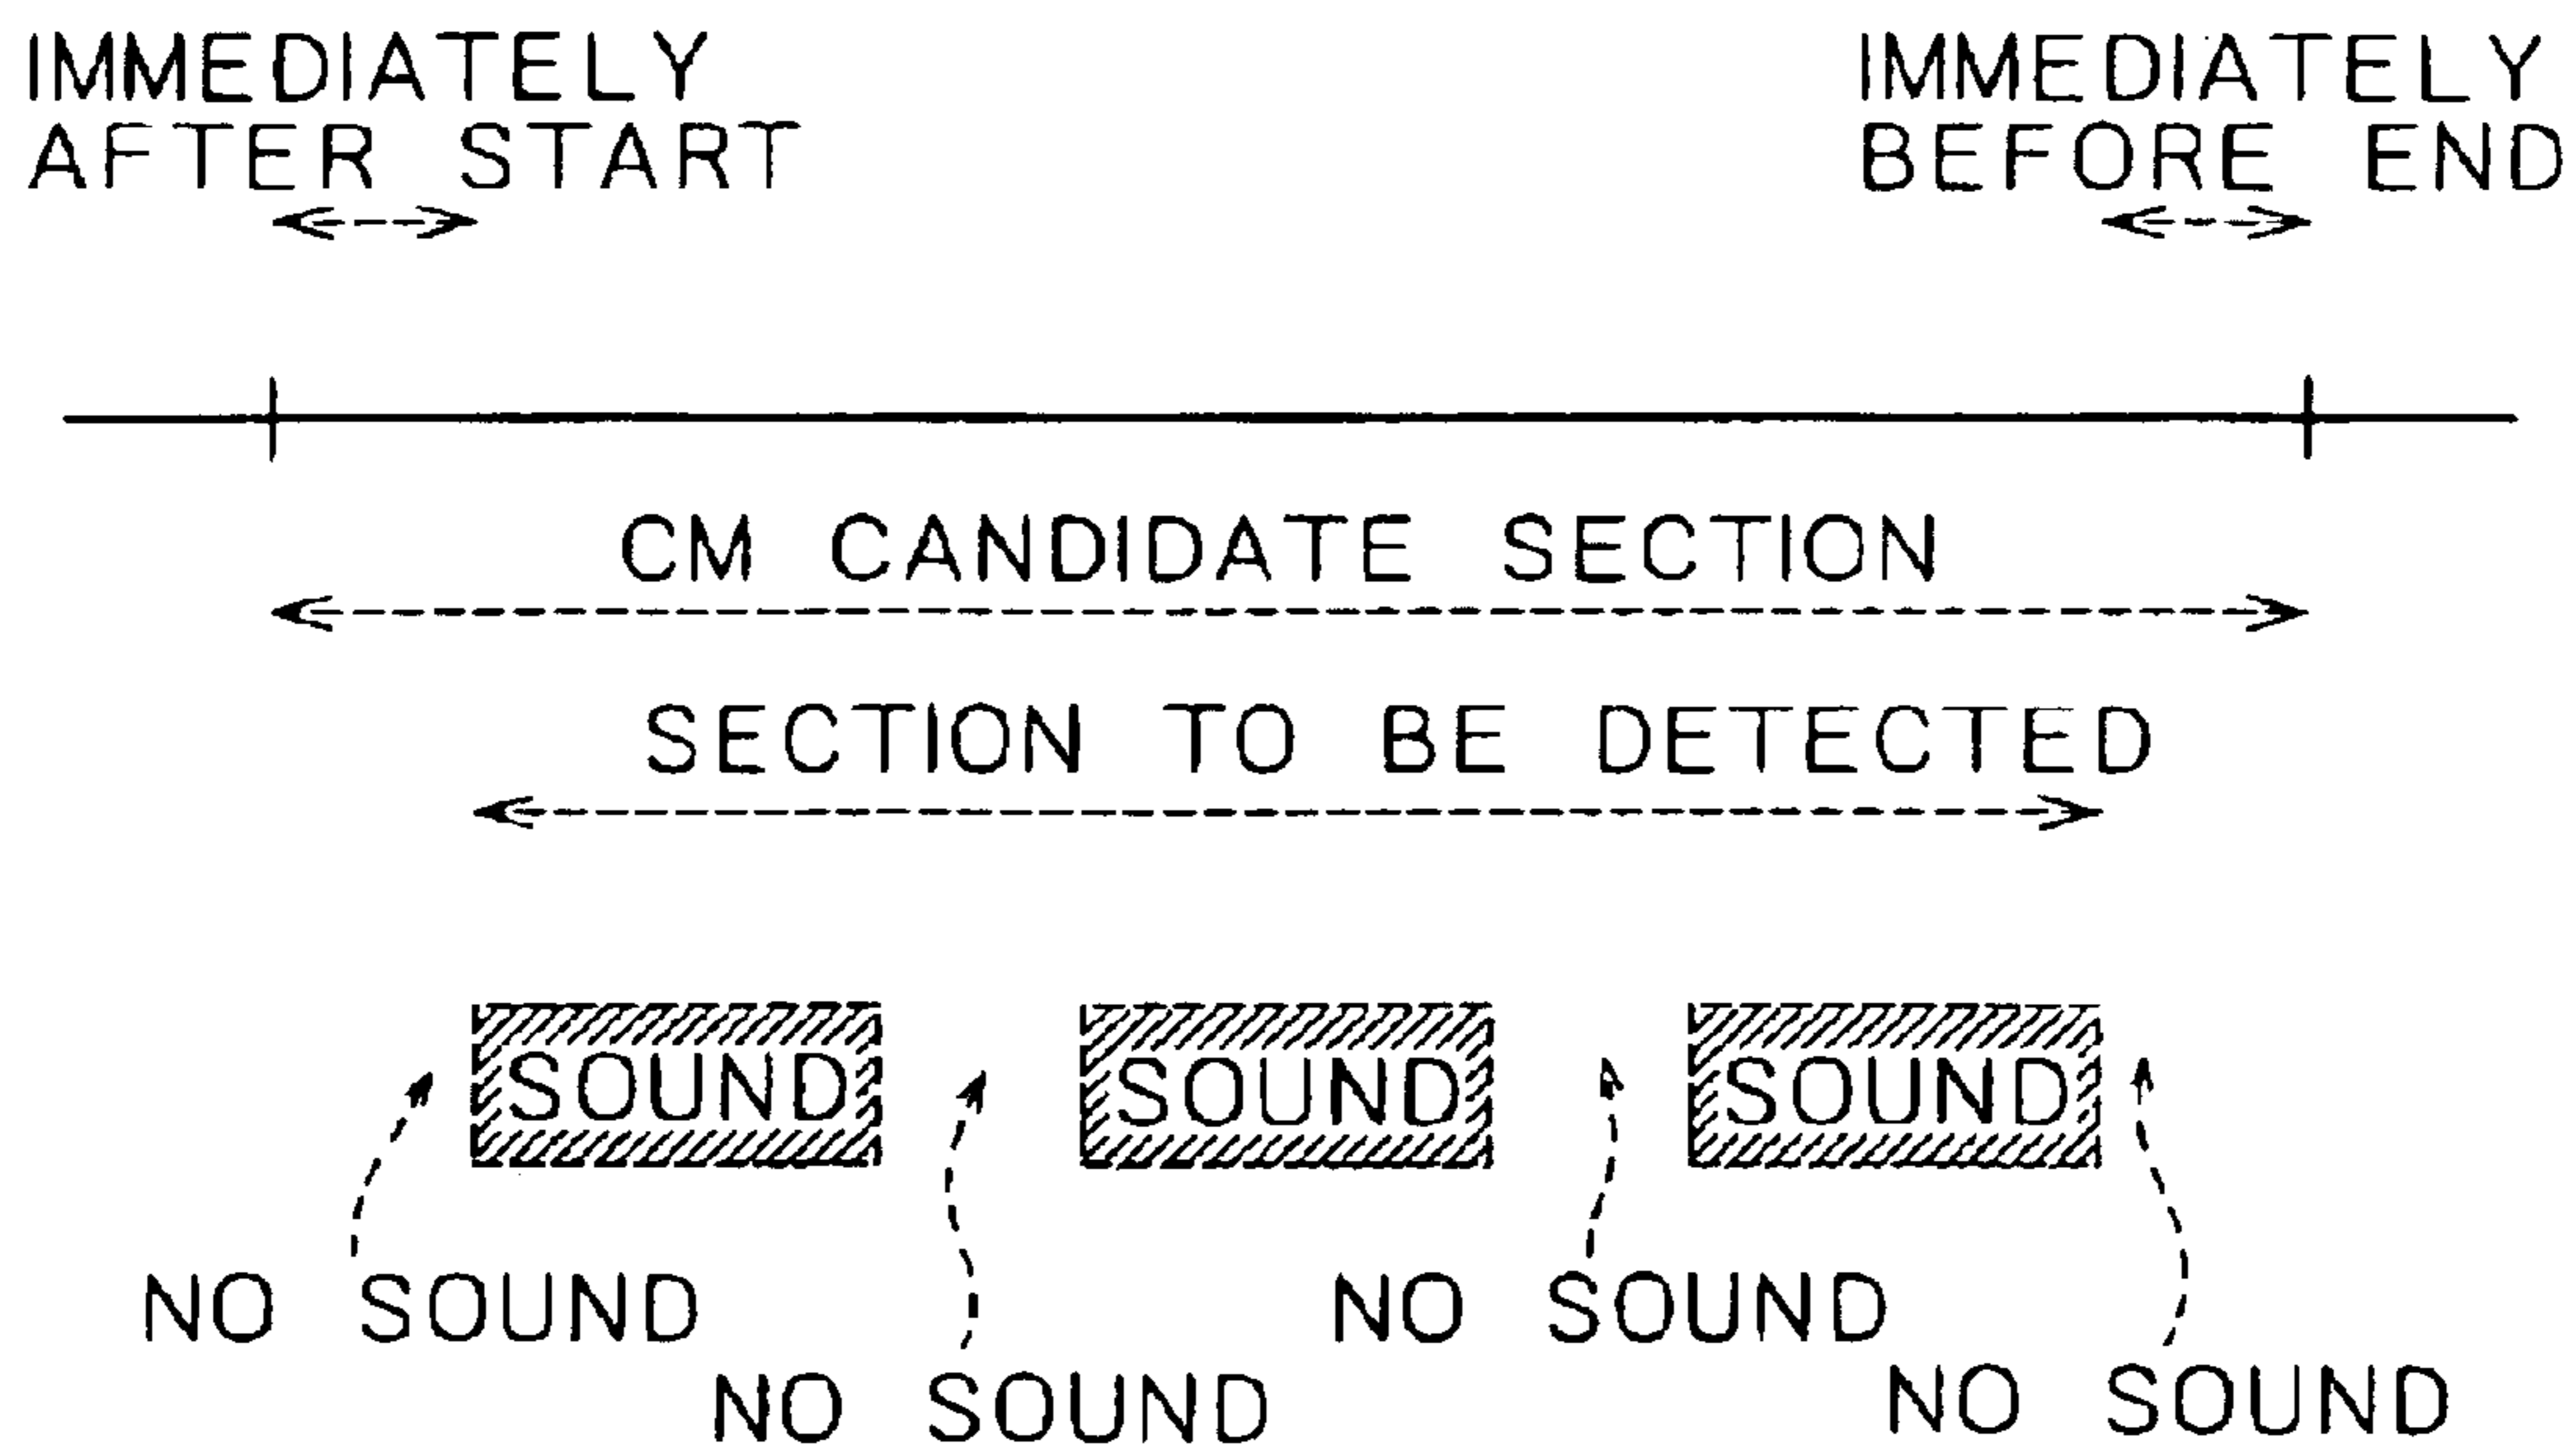 IMMEDIATELY
AFTER START
IMMEDIATELY
BEFORE END
CM CANDIDATE SECTION
SECTION TO BE DETECTED
SOUND
SOUND
SOUND
NO SOUND
NO SOUND
NO SOUND
NO SOUND